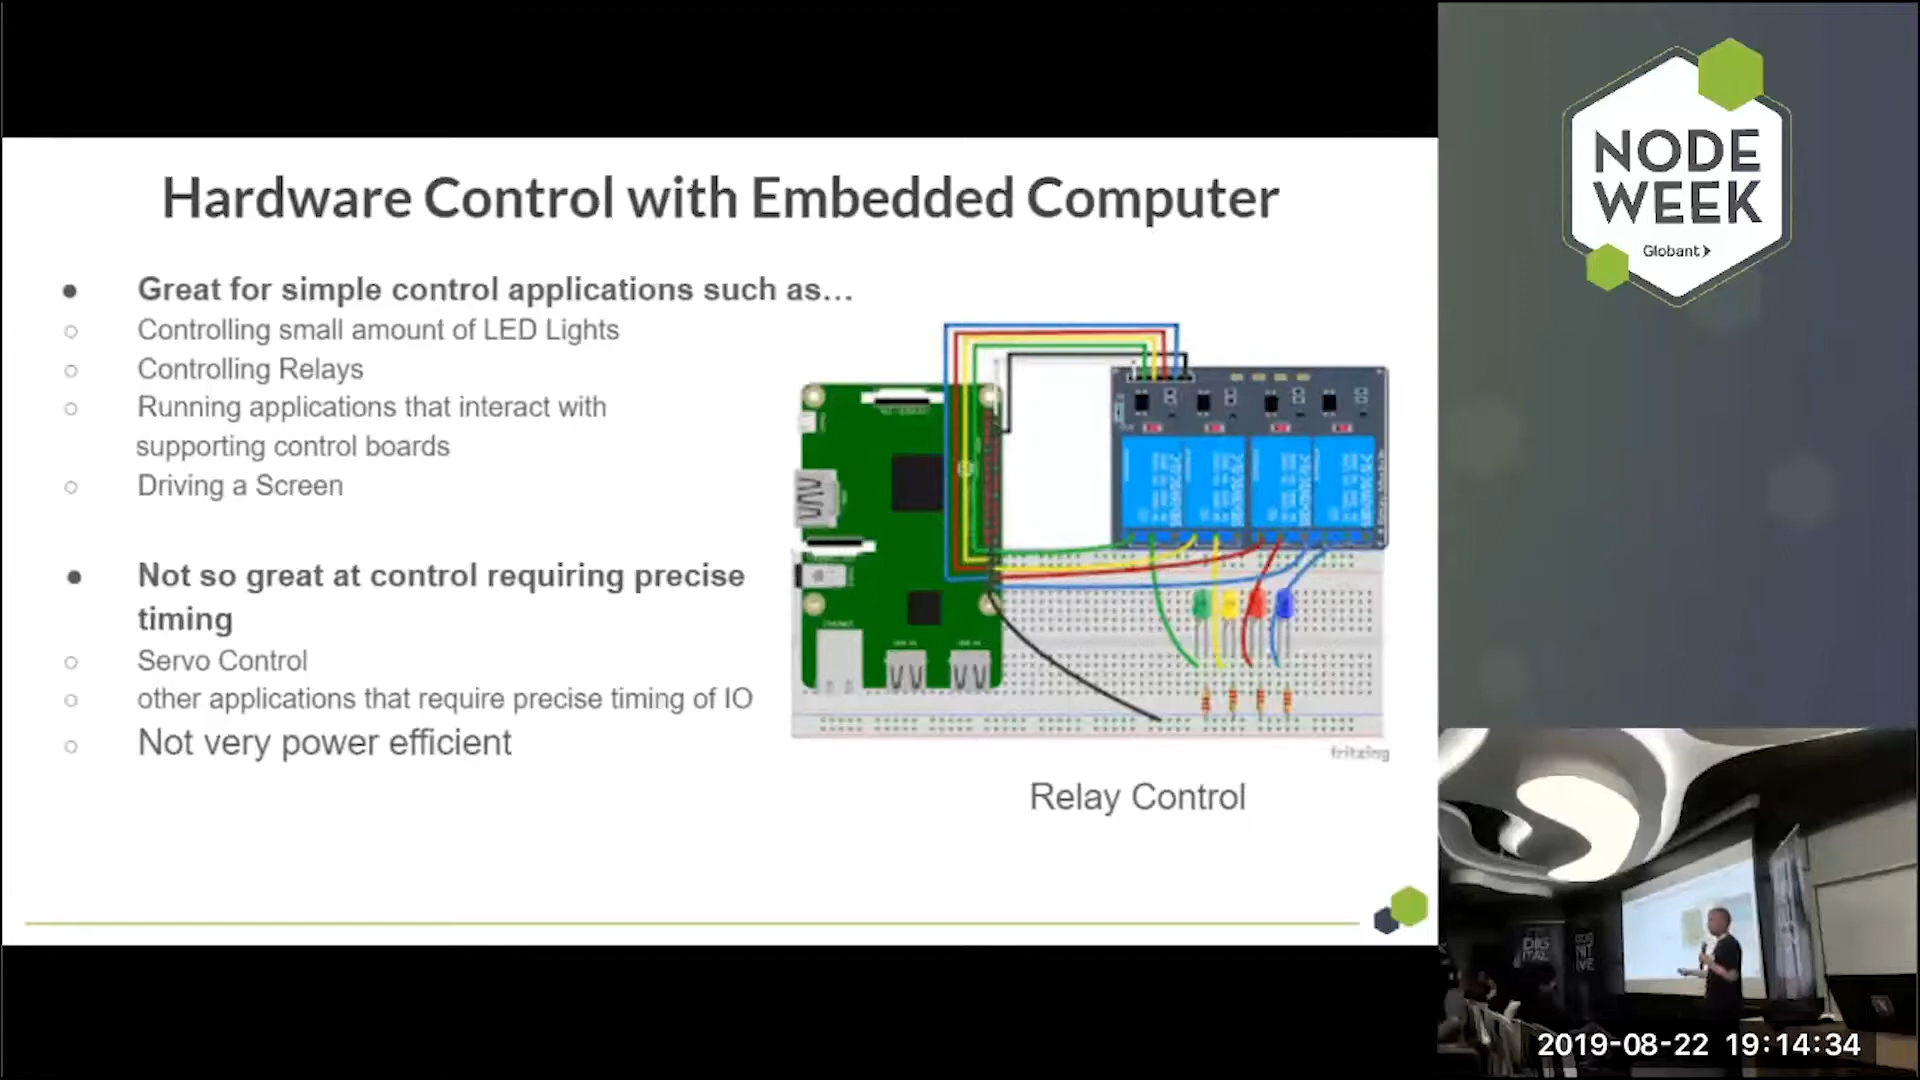 Hardware Control with Embedded Computer
● Great for simple control applications such as...
○ Controlling small amount of LED Lights
○ Controlling Relays
○ Running applications that interact with
supporting control boards
○ Driving a Screen
● Not so great at control requiring precise
timing
○ Servo Control
○ other applications that require precise timing of IO
○ Not very power efficient
fritzing
Relay Control
NODE
WEEK
Globant
DIG
ITAL
2019-08-22 19:14:34